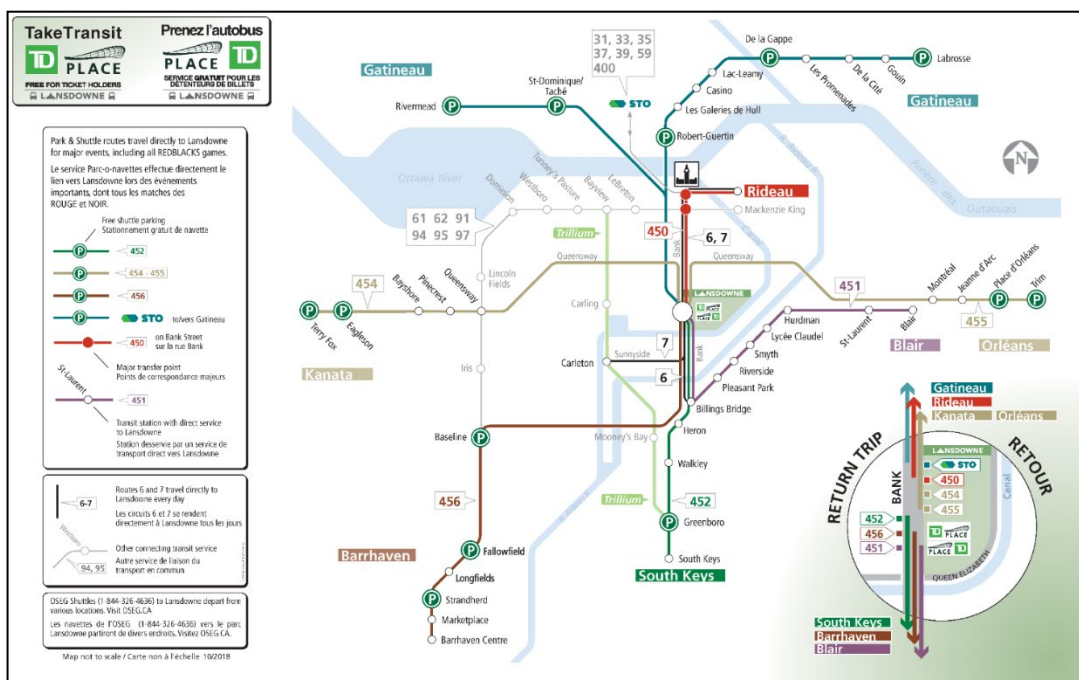 TakeTransit
TD PLACE
FREE FOR TICKET HOLDERS
LANSDOWNE
Prenez l'autobus
PLACE TD
SERVICE GRATUIT POUR LES
DÉTENTEURS DE BILLETS
LANSDOWNE
Park & Shuttle routes travel directly to Lansdowne
for major events, including all REDBLACKS games.
Le service Parc-o-navettes effectue directement le
lien vers Lansdowne lors des événements
importants, dont tous les matches des
ROUGE et NOIR.
Free shuttle parking
Stationnement gratuit de navette
P 452
P 454 - 455
P 456
P STO to/vers Gatineau
450 on Bank Street
sur la rue Bank
Major transfer point
Points de correspondance majeurs
St-Laurent
451
Transit station with direct service
to Lansdowne
Station desservie par un service de
transport direct vers Lansdowne
6-7
Routes 6 and 7 travel directly to
Lansdowne every day
Les circuits 6 et 7 se rendent
directement à Lansdowne tous les jours
Westboro
94, 95
Other connecting transit service
Autre service de liaison du
transport en commun
OSEG Shuttles (1-844-326-4636) to Lansdowne depart from
various locations. Visit OSEG.CA
Les navettes de l'OSEG (1-844-326-4636) vers le parc
Lansdowne partiront de divers endroits. Visitez OSEG.CA.
Map not to scale / Carte non à l'échelle 10/2018
31, 33, 35
37, 39, 59
400
STO
Gatineau
Rivermead
P
St-Dominique/
Taché
P
De la Gappe
P
Les Promenades
De la Cité
Gouin
P
Labrosse
Gatineau
Lac-Leamy
Casino
Les Galeries de Hull
P
Robert-Guertin
N
Ottawa River
Rivière des
Outaouais
Rideau
Mackenzie King
Dominion
Westboro
Tunney's Pasture
Bayview
LeBreton
61 62 91
94 95 97
Trillium
450
Bank
6, 7
Canal
Queensway
Queensway
Lincoln
Fields
454
Bayshore
Pinecrest
Queensway
P
Terry Fox
P
Eagleson
Kanata
Iris
Carling
LANSDOWNE
TD PLACE
PLACE TD
Sunnyside
7
Bank
6
Carleton
451
Montréal
Jeanne d'Arc
Place d'Orléans
P
Trim
P
455
Orléans
Hurdman
Lycée Claudel
St-Laurent
Blair
Blair
Smyth
Riverside
Pleasant Park
Billings Bridge
Baseline
P
Mooney's Bay
Heron
Walkley
456
Trillium
452
P
Greenboro
South Keys
South Keys
Barrhaven
P
Fallowfield
Longfields
P
Strandherd
Marketplace
Barrhaven Centre
Gatineau
Rideau
Kanata
Orléans
RETURN TRIP
RETOUR
BANK
LANSDOWNE
STO
450
454
455
Canal
452
456
451
TD PLACE
PLACE TD
QUEEN ELIZABETH
South Keys
Barrhaven
Blair